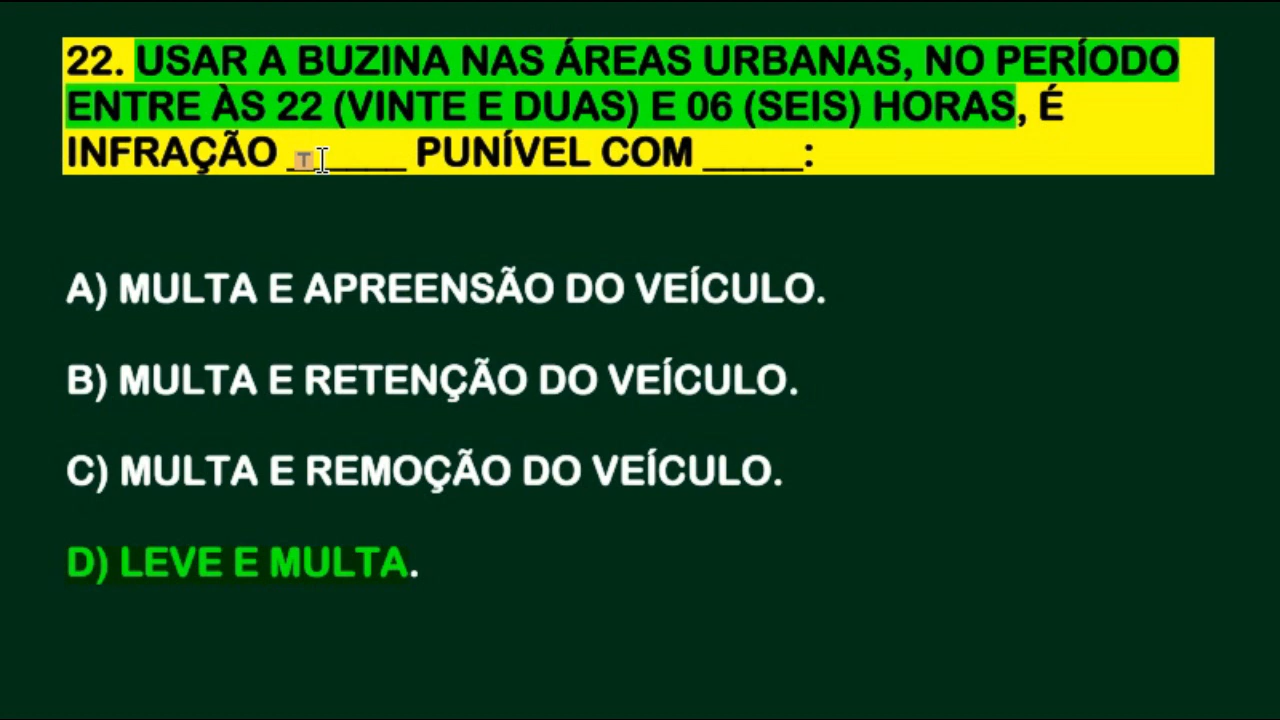 22. USAR A BUZINA NAS ÁREAS URBANAS, NO PERÍODO
ENTRE ÀS 22 (VINTE E DUAS) E 06 (SEIS) HORAS, É
INFRAÇÃO ______ PUNÍVEL COM _____:
A) MULTA E APREENSÃO DO VEÍCULO.
B) MULTA E RETENÇÃO DO VEÍCULO.
C) MULTA E REMOÇÃO DO VEÍCULO.
D) LEVE E MULTA.